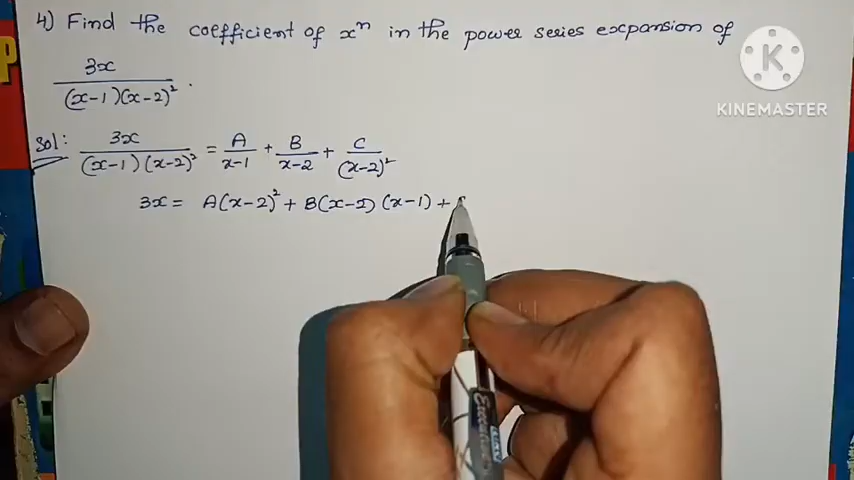 4) Find the coefficient of xⁿ in the power series expansion of
3x / (x-1)(x-2)² .
Sol: 3x / (x-1)(x-2)² = A / x-1 + B / x-2 + C / (x-2)²
3x = A(x-2)² + B(x-2)(x-1) +
K
KINEMASTER